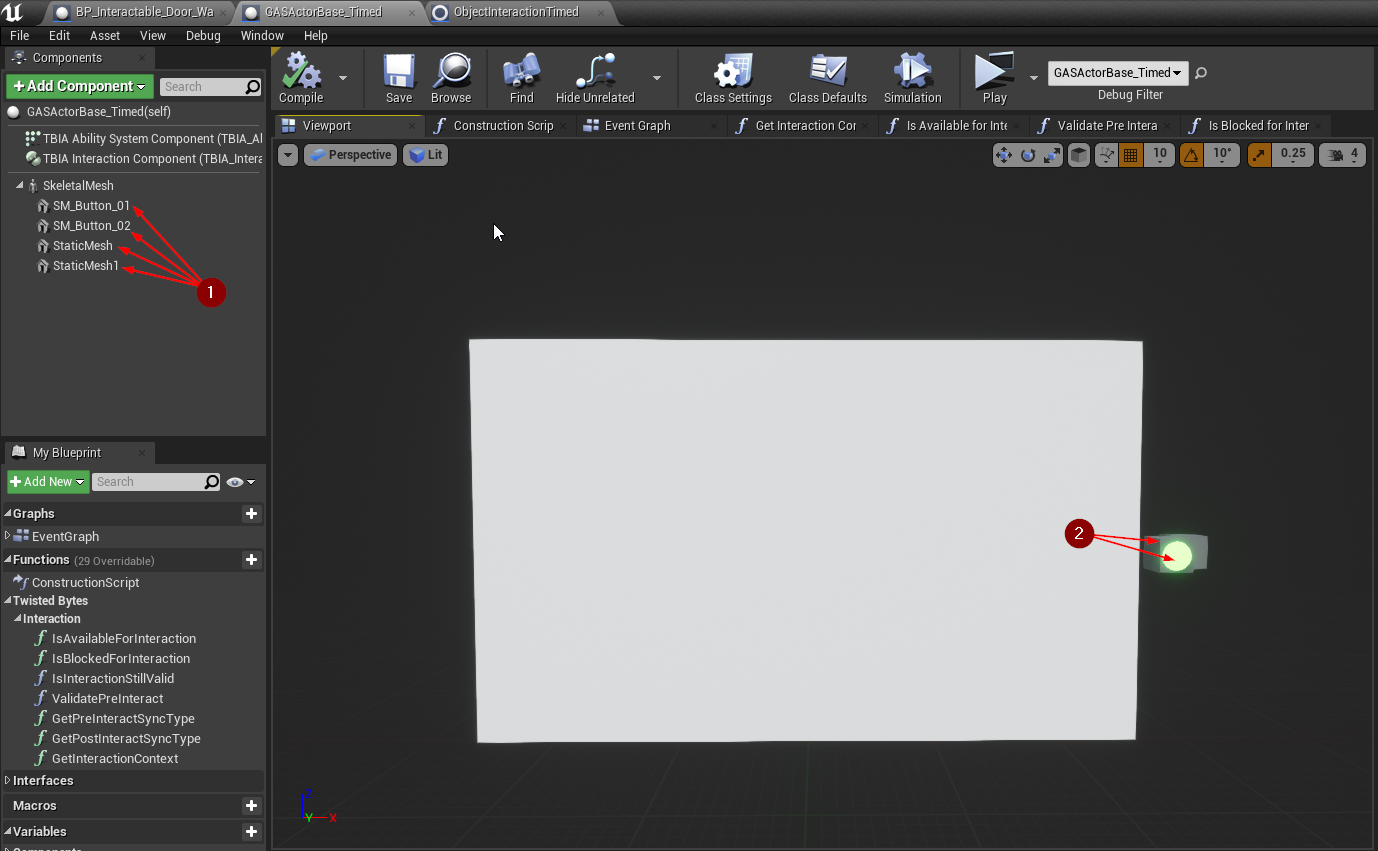 BP_Interactable_Door_Wa
GASActorBase_Timed
ObjectInteractionTimed
File Edit Asset View Debug Window Help
Components
+ Add Component
Search
GASActorBase_Timed(self)
TBIA Ability System Component (TBIA_Al
TBIA Interaction Component (TBIA_Intera
SkeletalMesh
SM_Button_01
SM_Button_02
StaticMesh
StaticMesh1
1
My Blueprint
+ Add New
Search
Graphs
EventGraph
Functions (29 Overridable)
ConstructionScript
Twisted Bytes
Interaction
IsAvailableForInteraction
IsBlockedForInteraction
IsInteractionStillValid
ValidatePreInteract
GetPreInteractSyncType
GetPostInteractSyncType
GetInteractionContext
Interfaces
Macros
Variables
Compile
Save
Browse
Find
Hide Unrelated
Class Settings
Class Defaults
Simulation
Play
GASActorBase_Timed
Debug Filter
Viewport
Construction Scrip
Event Graph
Get Interaction Cor
Is Available for Inte
Validate Pre Intera
Is Blocked for Inter
Perspective
Lit
10
10°
0.25
4
2
Z
Y
X